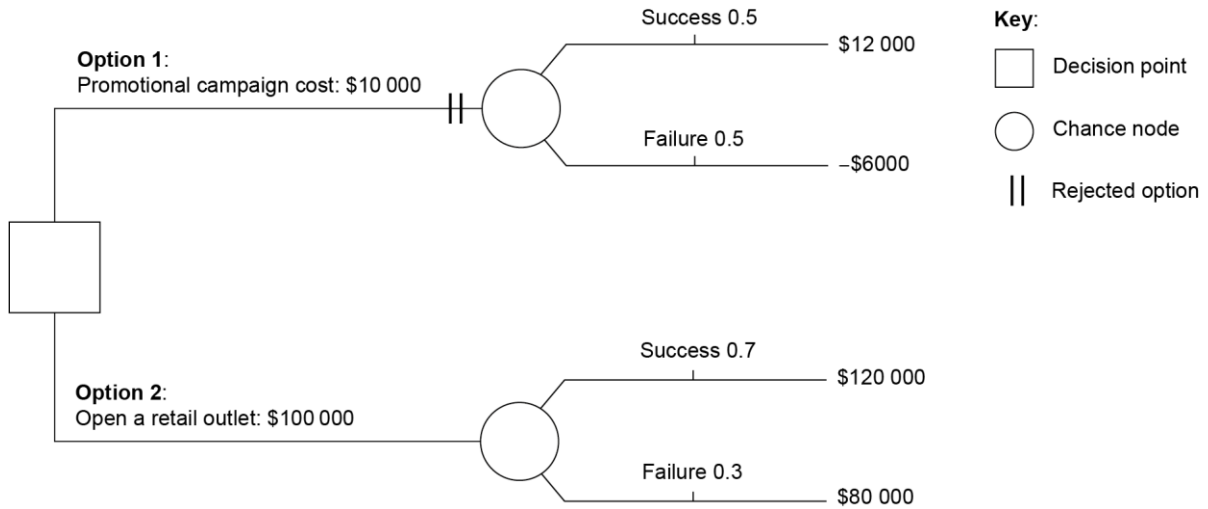 Option 1:
Promotional campaign cost: $10 000
Success 0.5
$12 000
Failure 0.5
–$6000
Option 2:
Open a retail outlet: $100 000
Success 0.7
$120 000
Failure 0.3
$80 000
Key:
Decision point
Chance node
Rejected option